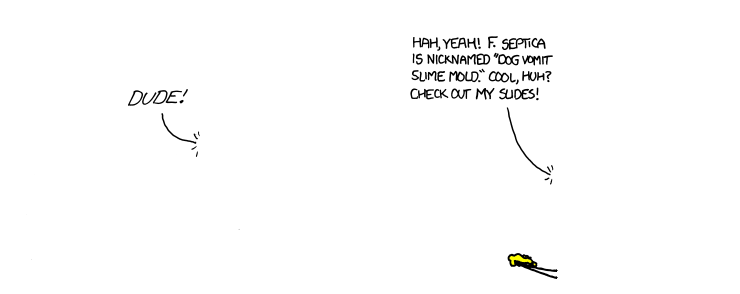 DUDE!
HAH, YEAH! F. SEPTICA
IS NICKNAMED "DOG VOMIT
SLIME MOLD." COOL, HUH?
CHECK OUT MY SLIDES!